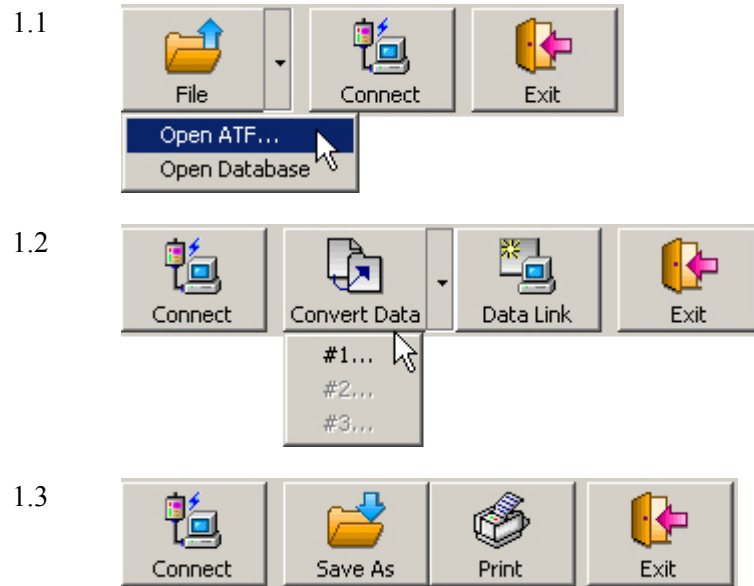 1.1
File Connect Exit
Open ATF...
Open Database
1.2
Connect Convert Data Data Link Exit
#1...
#2...
#3...
1.3
Connect Save As Print Exit